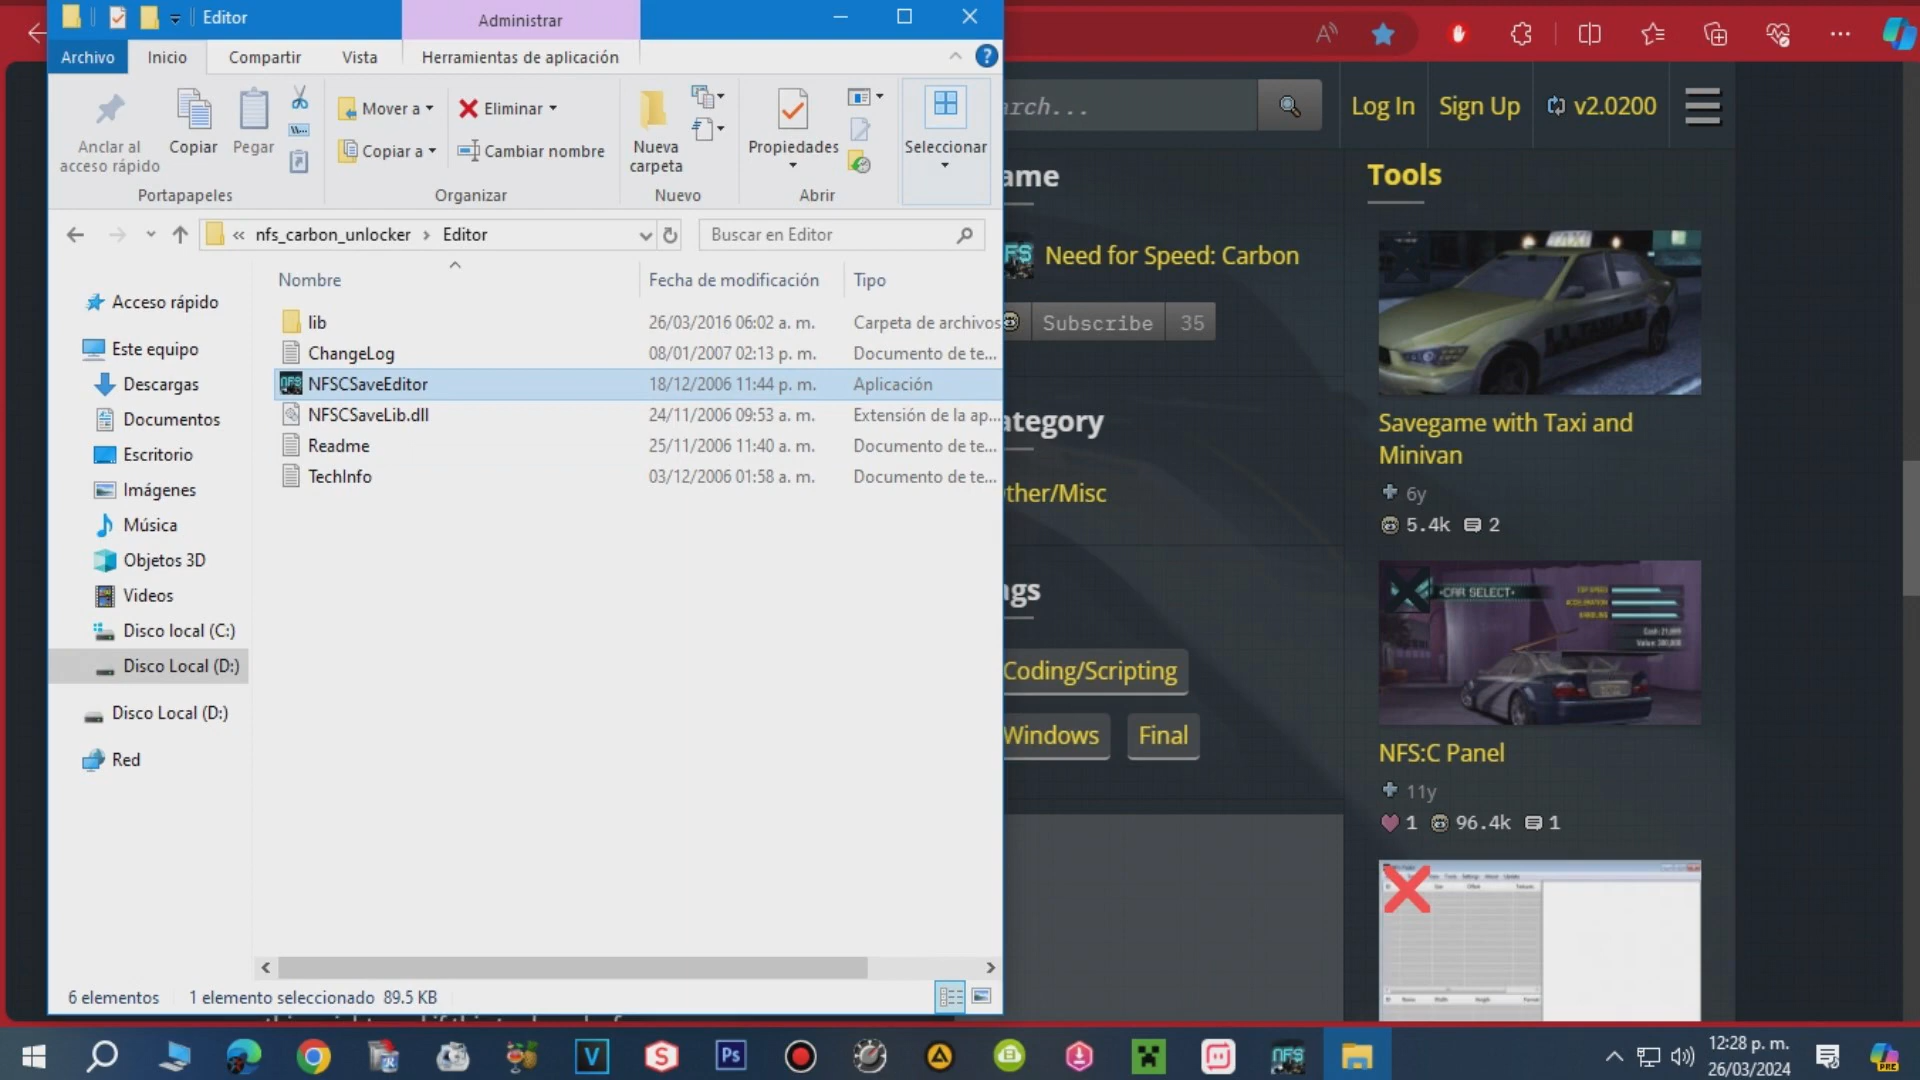 Editor
Administrar
Archivo
Inicio
Compartir
Vista
Herramientas de aplicación
Anclar al
acceso rápido
Copiar
Pegar
Mover a
Copiar a
Eliminar
Cambiar nombre
Nueva
carpeta
Propiedades
Seleccionar
Portapapeles
Organizar
Nuevo
Abrir
« nfs_carbon_unlocker › Editor
Buscar en Editor
Nombre
Fecha de modificación
Tipo
lib 26/03/2016 06:02 a. m. Carpeta de archivos
ChangeLog 08/01/2007 02:13 p. m. Documento de te...
NFSCSaveEditor 18/12/2006 11:44 p. m. Aplicación
NFSCSaveLib.dll 24/11/2006 09:53 a. m. Extensión de la ap...
Readme 25/11/2006 11:40 a. m. Documento de te...
TechInfo 03/12/2006 01:58 a. m. Documento de te...
Acceso rápido
Este equipo
Descargas
Documentos
Escritorio
Imágenes
Música
Objetos 3D
Videos
Disco local (C:)
Disco Local (D:)
Disco Local (D:)
Red
6 elementos
1 elemento seleccionado 89.5 KB
arch...
Log In
Sign Up
v2.0200
ame
Need for Speed: Carbon
Subscribe 35
ategory
ther/Misc
ags
Coding/Scripting
Windows
Final
Tools
Savegame with Taxi and
Minivan
6y
5.4k 2
CAR SELECT
NFS:C Panel
11y
1 96.4k 1
12:28 p. m.
26/03/2024